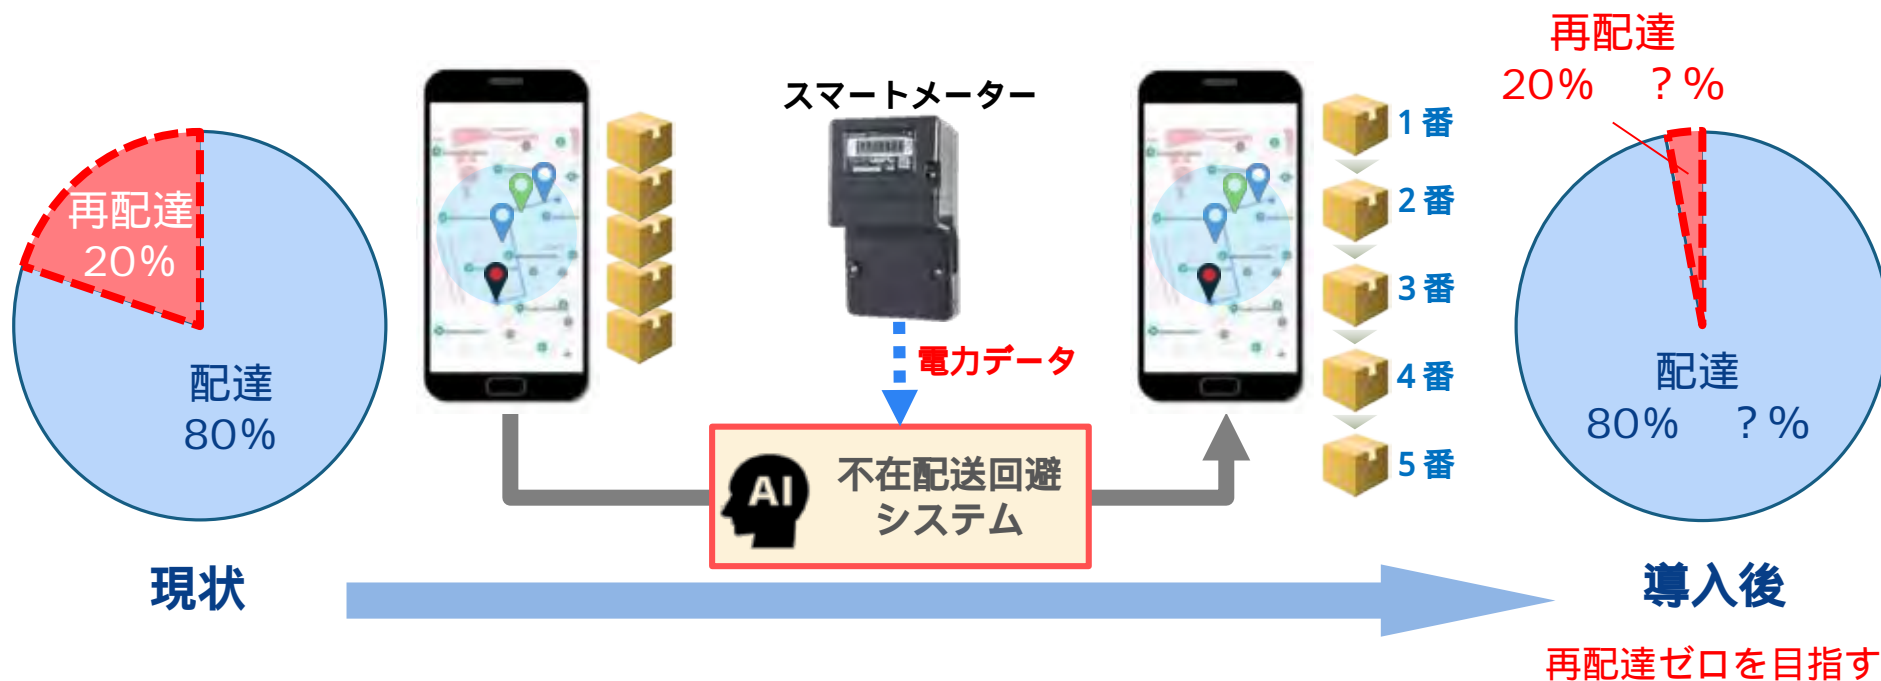 再配達
20%
配達
80%
現状
スマートメーター
電力データ
AI
不在配送回避
システム
1番
2番
3番
4番
5番
再配達
20% ?%
配達
80% ?%
導入後
再配達ゼロを目指す